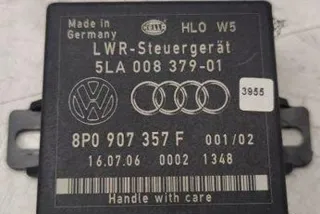 Made in
Germany
HELLA
HLO W5
LWR-Steuergerät
5LA 008 379-01
3955
8P0 907 357 F 001/02
16.07.06 0002 1348
Handle with care